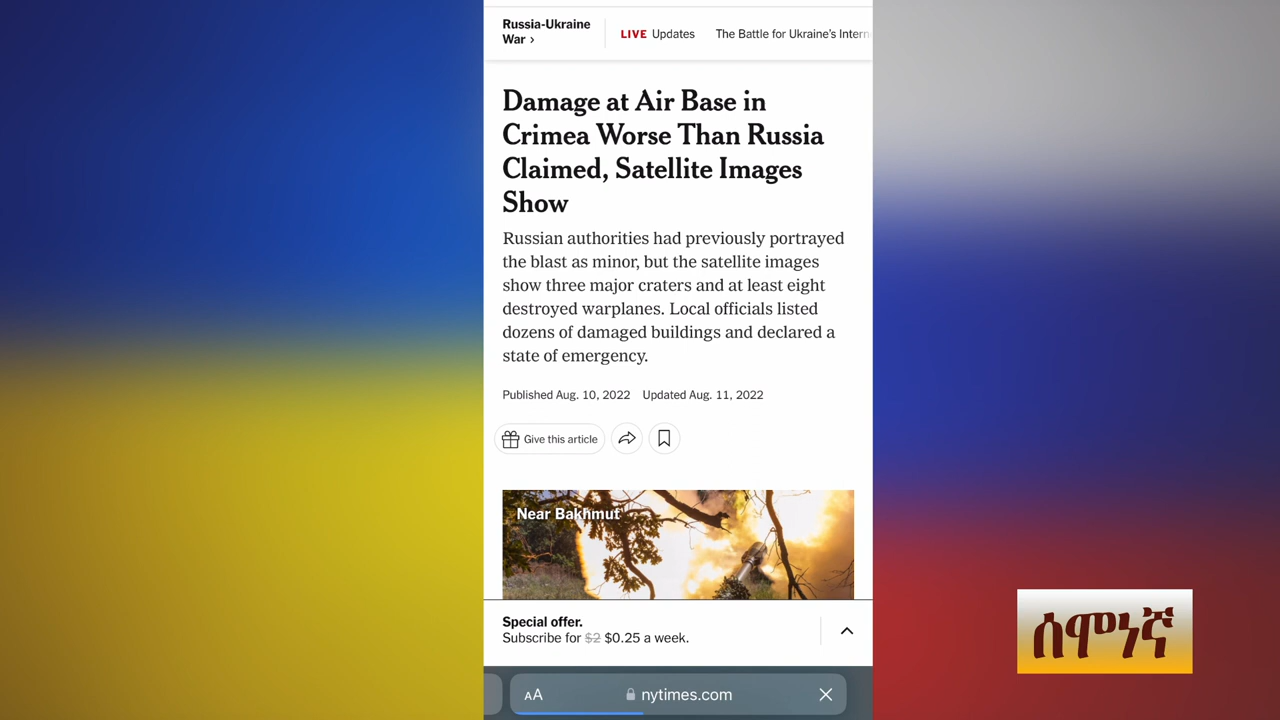 Russia-Ukraine
War ›
LIVE Updates
The Battle for Ukraine's Intern
Damage at Air Base in
Crimea Worse Than Russia
Claimed, Satellite Images
Show
Russian authorities had previously portrayed
the blast as minor, but the satellite images
show three major craters and at least eight
destroyed warplanes. Local officials listed
dozens of damaged buildings and declared a
state of emergency.
Published Aug. 10, 2022 Updated Aug. 11, 2022
Give this article
Near Bakhmut
Special offer.
Subscribe for $2 $0.25 a week.
AA nytimes.com
ሰሞነኛ